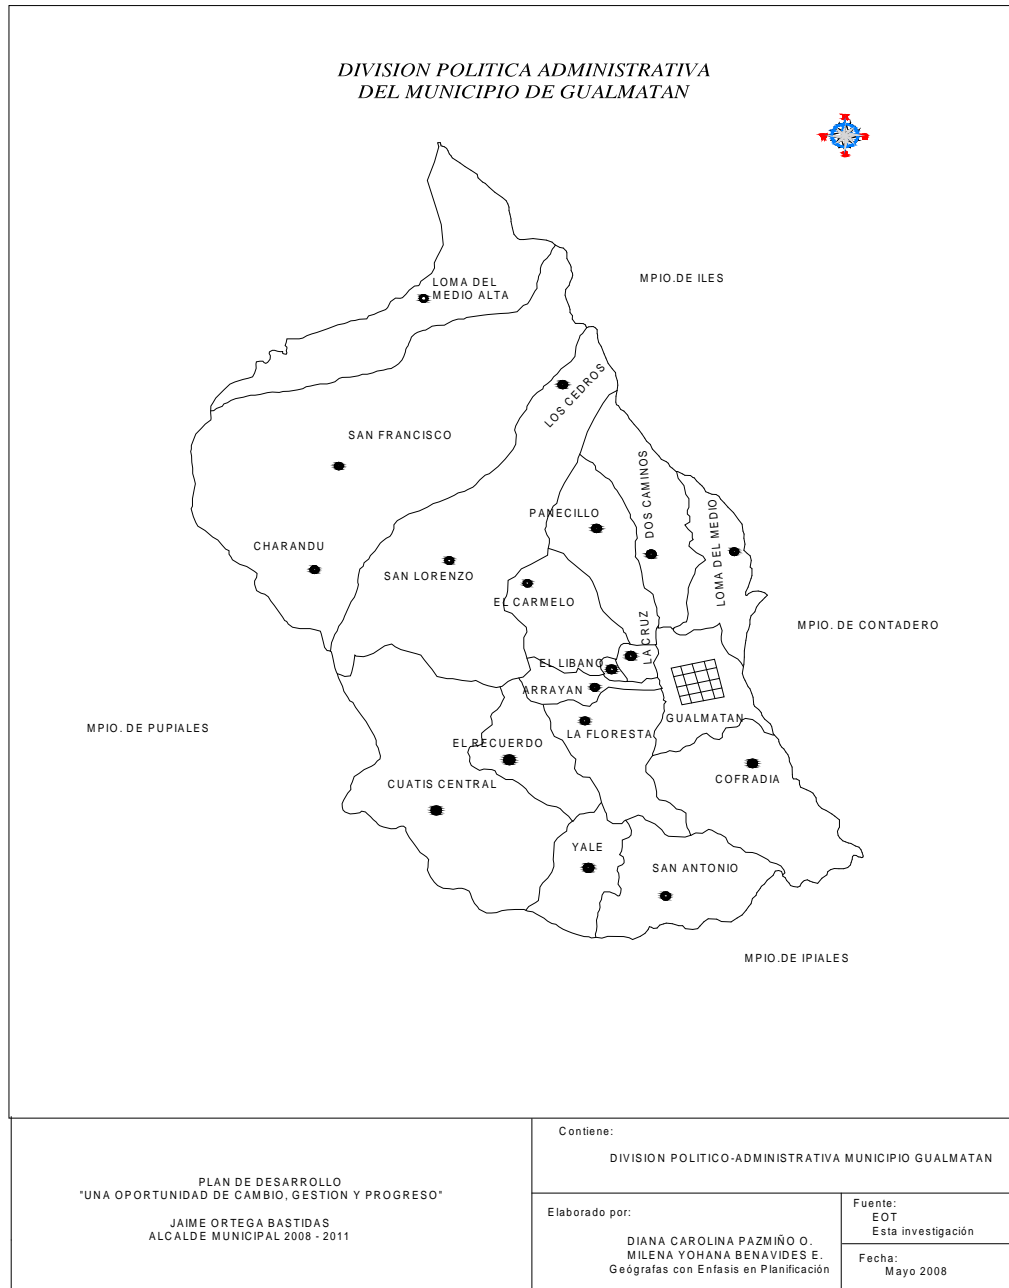 DIVISION POLITICA ADMINISTRATIVA
DEL MUNICIPIO DE GUALMATAN
MPIO.DE ILES
LOMA DEL
MEDIO ALTA
LOS CEDROS
SAN FRANCISCO
DOS CAMINOS
LOMA DEL MEDIO
PANECILLO
CHARANDU
SAN LORENZO
EL CARMELO
LA CRUZ
MPIO. DE CONTADERO
EL LIBANO
ARRAYAN
GUALMATAN
MPIO. DE PUPIALES
LA FLORESTA
EL RECUERDO
COFRADIA
CUATIS CENTRAL
YALE
SAN ANTONIO
MPIO.DE IPIALES
PLAN DE DESARROLLO
"UNA OPORTUNIDAD DE CAMBIO, GESTION Y PROGRESO"
JAIME ORTEGA BASTIDAS
ALCALDE MUNICIPAL 2008 - 2011
Contiene:
DIVISION POLITICO-ADMINISTRATIVA MUNICIPIO GUALMATAN
Elaborado por:
DIANA CAROLINA PAZMIÑO O.
MILENA YOHANA BENAVIDES E.
Geógrafas con Enfasis en Planificación
Fuente:
EOT
Esta investigación
Fecha:
Mayo 2008